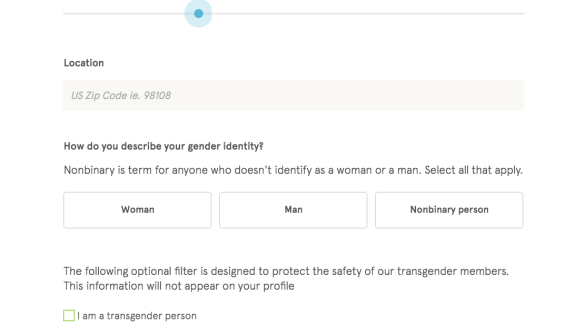 Location
US Zip Code ie. 98108
How do you describe your gender identity?
Nonbinary is term for anyone who doesn't identify as a woman or a man. Select all that apply.
Woman
Man
Nonbinary person
The following optional filter is designed to protect the safety of our transgender members.
This information will not appear on your profile
I am a transgender person